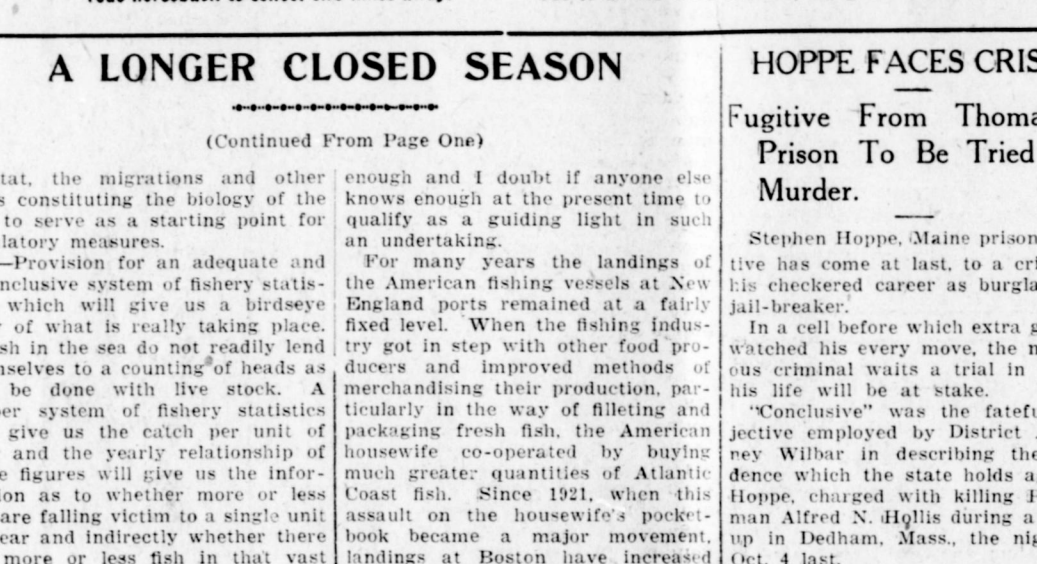 A LONGER CLOSED SEASON
(Continued From Page One)
tat, the migrations and other
s constituting the biology of the
to serve as a starting point for
latory measures.
—Provision for an adequate and
nclusive system of fishery statis-
which will give us a birdseye
of what is really taking place.
sh in the sea do not readily lend
mselves to a counting of heads as
be done with live stock. A
er system of fishery statistics
give us the catch per unit of
and the yearly relationship of
e figures will give us the infor-
ion as to whether more or less
are falling victim to a single unit
ear and indirectly whether there
more or less fish in that vast
enough and I doubt if anyone else
knows enough at the present time to
qualify as a guiding light in such
an undertaking.
For many years the landings of
the American fishing vessels at New
England ports remained at a fairly
fixed level. When the fishing indus-
try got in step with other food pro-
ducers and improved methods of
merchandising their production, par-
ticularly in the way of filleting and
packaging fresh fish, the American
housewife co-operated by buying
much greater quantities of Atlantic
Coast fish. Since 1921, when this
assault on the housewife's pocket-
book became a major movement,
landings at Boston have increased
HOPPE FACES CRIS
Fugitive From Thoma
Prison To Be Tried
Murder.
Stephen Hoppe, Maine prison
tive has come at last, to a cri
his checkered career as burgla
jail-breaker.
In a cell before which extra g
watched his every move, the n
ous criminal waits a trial in
his life will be at stake.
"Conclusive" was the fatefu
jective employed by District
ney Wilbar in describing the
dence which the state holds a
Hoppe, charged with killing
man Alfred N. Hollis during a
up in Dedham, Mass., the nig
Oct. 4 last.